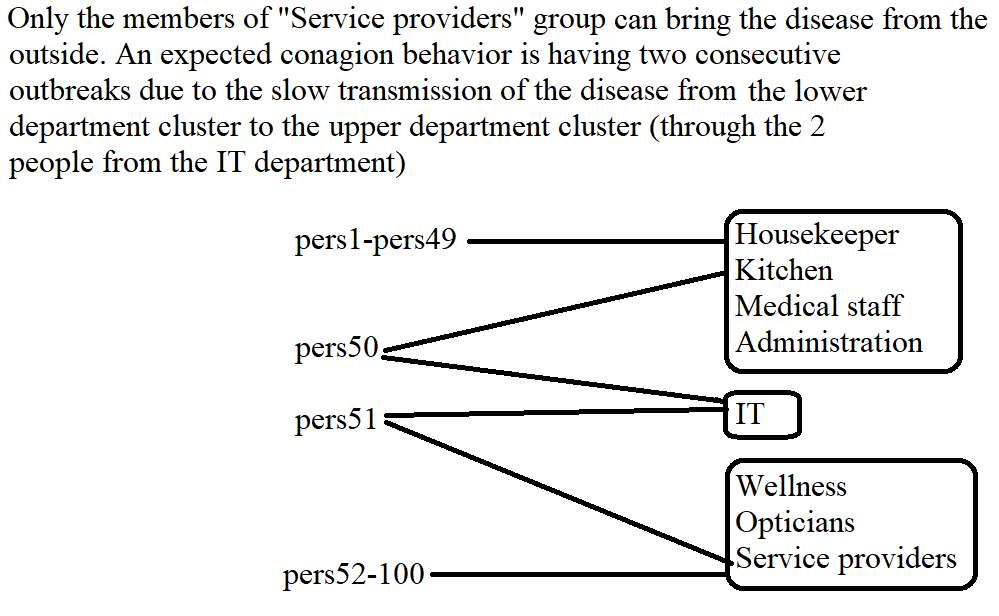 Only the members of "Service providers" group can bring the disease from the
outside. An expected conagion behavior is having two consecutive
outbreaks due to the slow transmission of the disease from the lower
department cluster to the upper department cluster (through the 2
people from the IT department)
pers1-pers49
Housekeeper
Kitchen
Medical staff
Administration
pers50
pers51
IT
Wellness
Opticians
Service providers
pers52-100